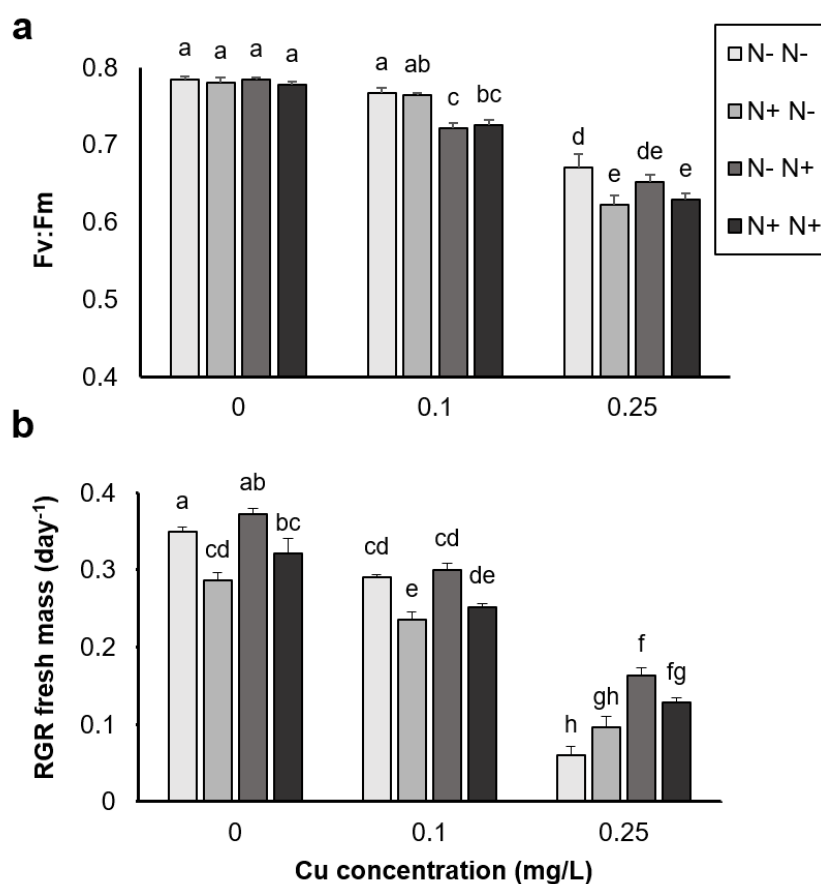 a
a a a a
a ab c bc
d e de e
N- N-
N+ N-
N- N+
N+ N+
0.8
0.7
0.6
0.5
0.4
Fv:Fm
0 0.1 0.25
b
a cd ab bc
cd e cd de
h gh f fg
0.4
0.3
0.2
0.1
0
RGR fresh mass (day⁻¹)
0 0.1 0.25
Cu concentration (mg/L)